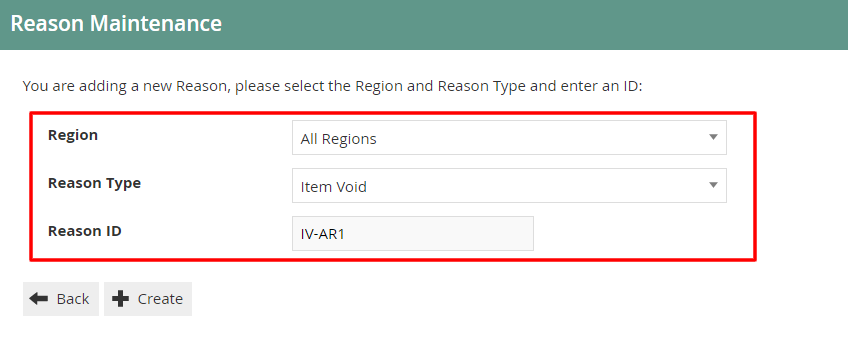 Reason Maintenance
You are adding a new Reason, please select the Region and Reason Type and enter an ID:
Region All Regions
Reason Type Item Void
Reason ID IV-AR1
Back Create